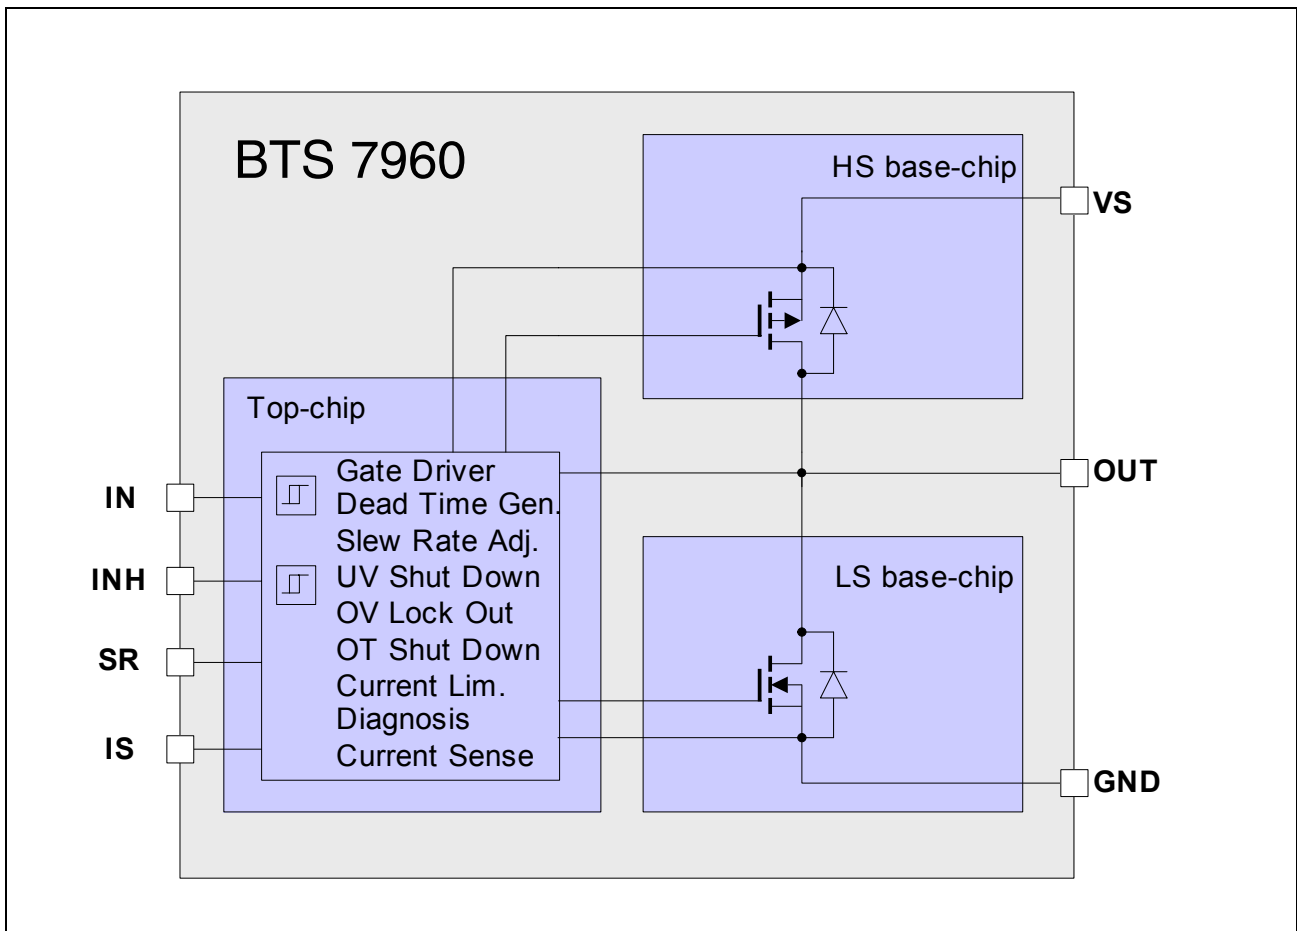 BTS 7960
HS base-chip
VS
Top-chip
Gate Driver
Dead Time Gen.
Slew Rate Adj.
UV Shut Down
OV Lock Out
OT Shut Down
Current Lim.
Diagnosis
Current Sense
IN
INH
SR
IS
OUT
LS base-chip
GND